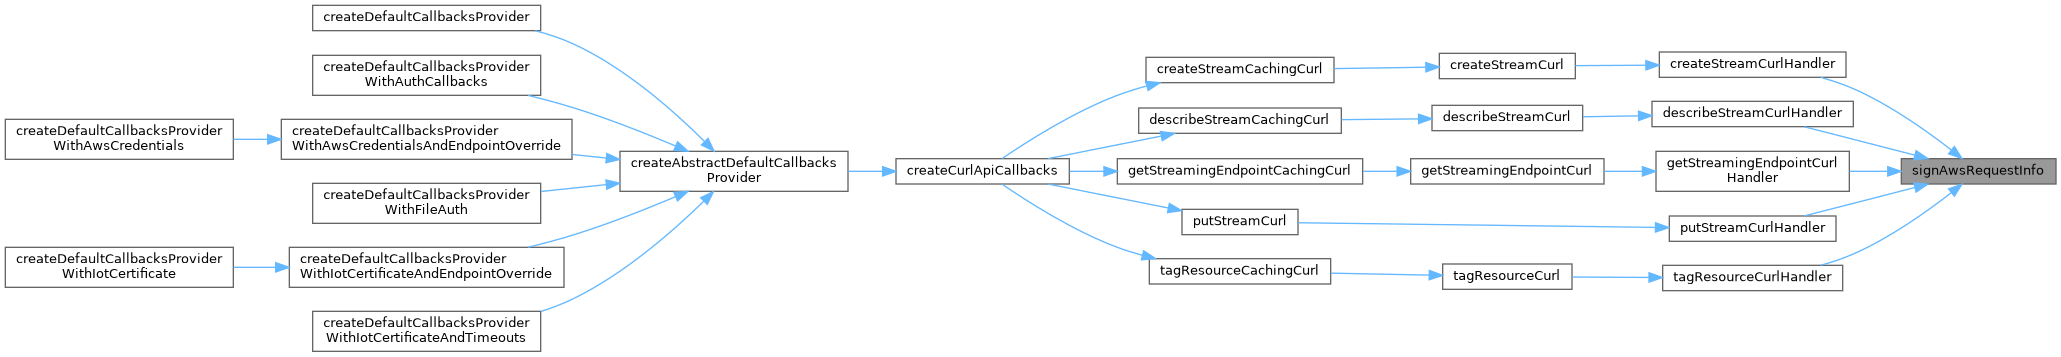 createDefaultCallbacksProvider
createDefaultCallbacksProvider
WithAuthCallbacks
createDefaultCallbacksProvider
WithAwsCredentials
createDefaultCallbacksProvider
WithAwsCredentialsAndEndpointOverride
createDefaultCallbacksProvider
WithFileAuth
createDefaultCallbacksProvider
WithIotCertificate
createDefaultCallbacksProvider
WithIotCertificateAndEndpointOverride
createDefaultCallbacksProvider
WithIotCertificateAndTimeouts
createAbstractDefaultCallbacks
Provider
createCurlApiCallbacks
createStreamCachingCurl
createStreamCurl
createStreamCurlHandler
describeStreamCachingCurl
describeStreamCurl
describeStreamCurlHandler
getStreamingEndpointCachingCurl
getStreamingEndpointCurl
getStreamingEndpointCurl
Handler
putStreamCurl
putStreamCurlHandler
tagResourceCachingCurl
tagResourceCurl
tagResourceCurlHandler
signAwsRequestInfo